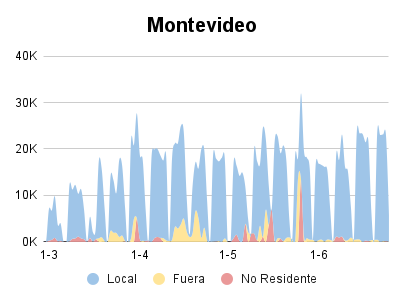 Montevideo
40K
30K
20K
10K
0K
1-3 1-4 1-5 1-6
Local Fuera No Residente